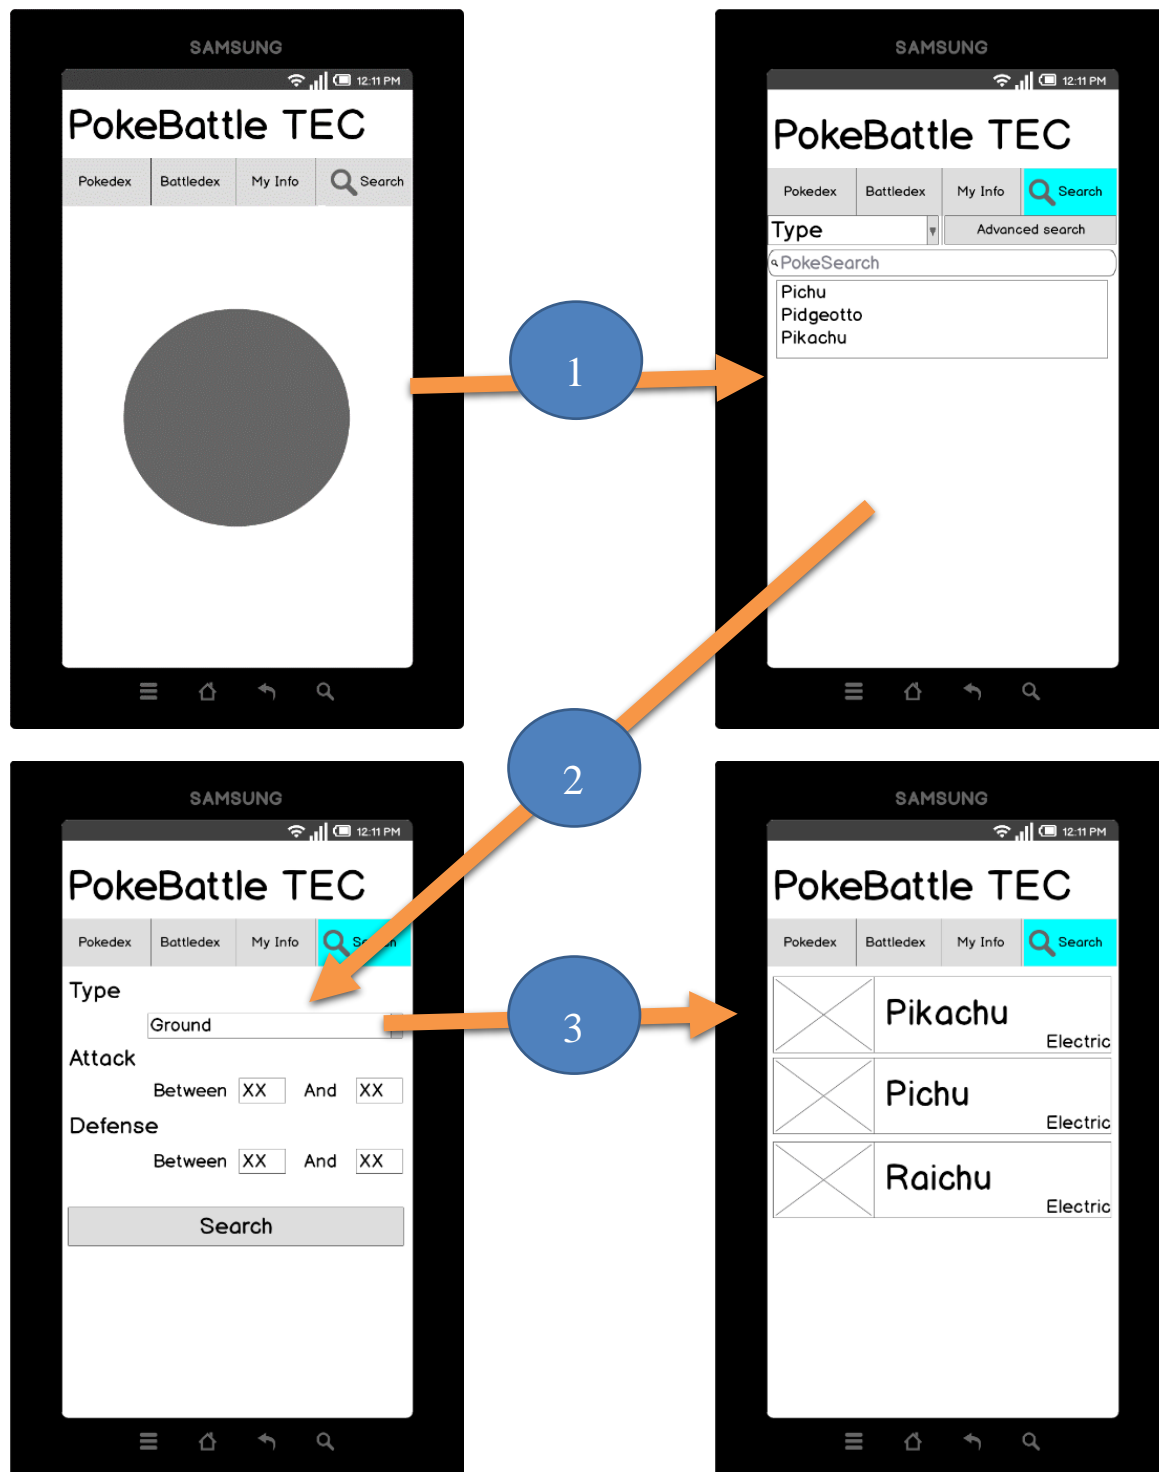 SAMSUNG
12:11 PM
PokeBattle TEC
Pokedex Battledex My Info Search
SAMSUNG
12:11 PM
PokeBattle TEC
Pokedex Battledex My Info Search
Type Advanced search
PokeSearch
Pichu
Pidgeotto
Pikachu
1
2
SAMSUNG
12:11 PM
PokeBattle TEC
Pokedex Battledex My Info Search
Type
Ground
Attack
Between XX And XX
Defense
Between XX And XX
Search
3
SAMSUNG
12:11 PM
PokeBattle TEC
Pokedex Battledex My Info Search
Pikachu
Electric
Pichu
Electric
Raichu
Electric